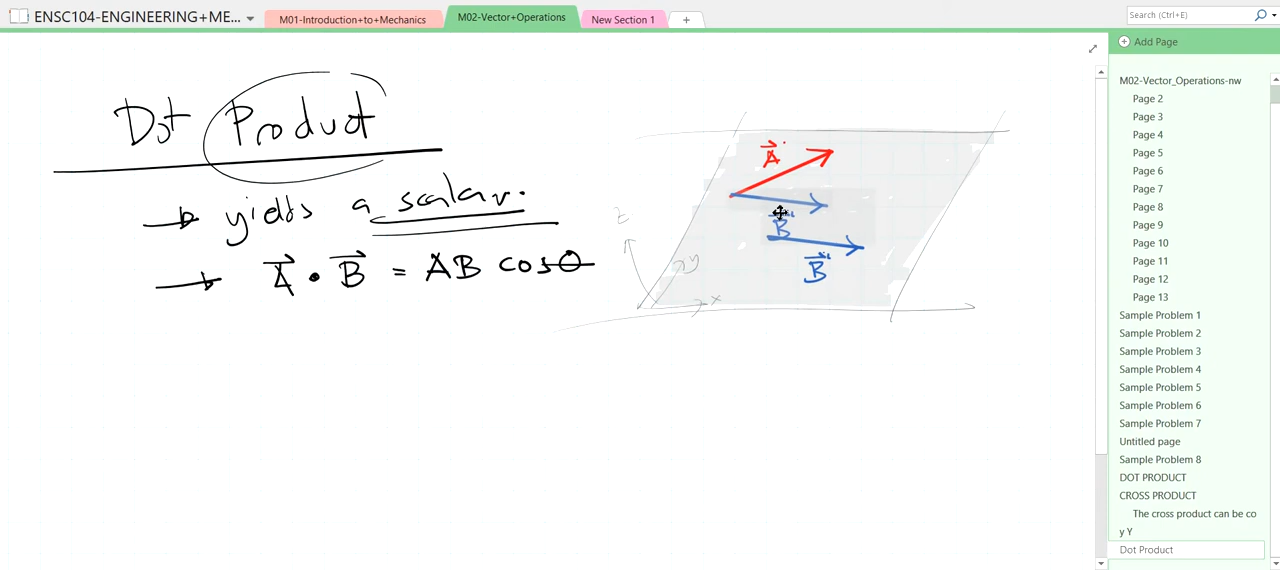 ENSC104-ENGINEERING+ME...
M01-Introduction+to+Mechanics
M02-Vector+Operations
New Section 1
+
Search (Ctrl+E)
Add Page
Dot Product
→ yields a scalar.
→ A⃗ • B⃗ = AB cosθ
A⃗
B⃗
B⃗
z
y
x
M02-Vector_Operations-nw
Page 2
Page 3
Page 4
Page 5
Page 6
Page 7
Page 8
Page 9
Page 10
Page 11
Page 12
Page 13
Sample Problem 1
Sample Problem 2
Sample Problem 3
Sample Problem 4
Sample Problem 5
Sample Problem 6
Sample Problem 7
Untitled page
Sample Problem 8
DOT PRODUCT
CROSS PRODUCT
The cross product can be co
y Y
Dot Product